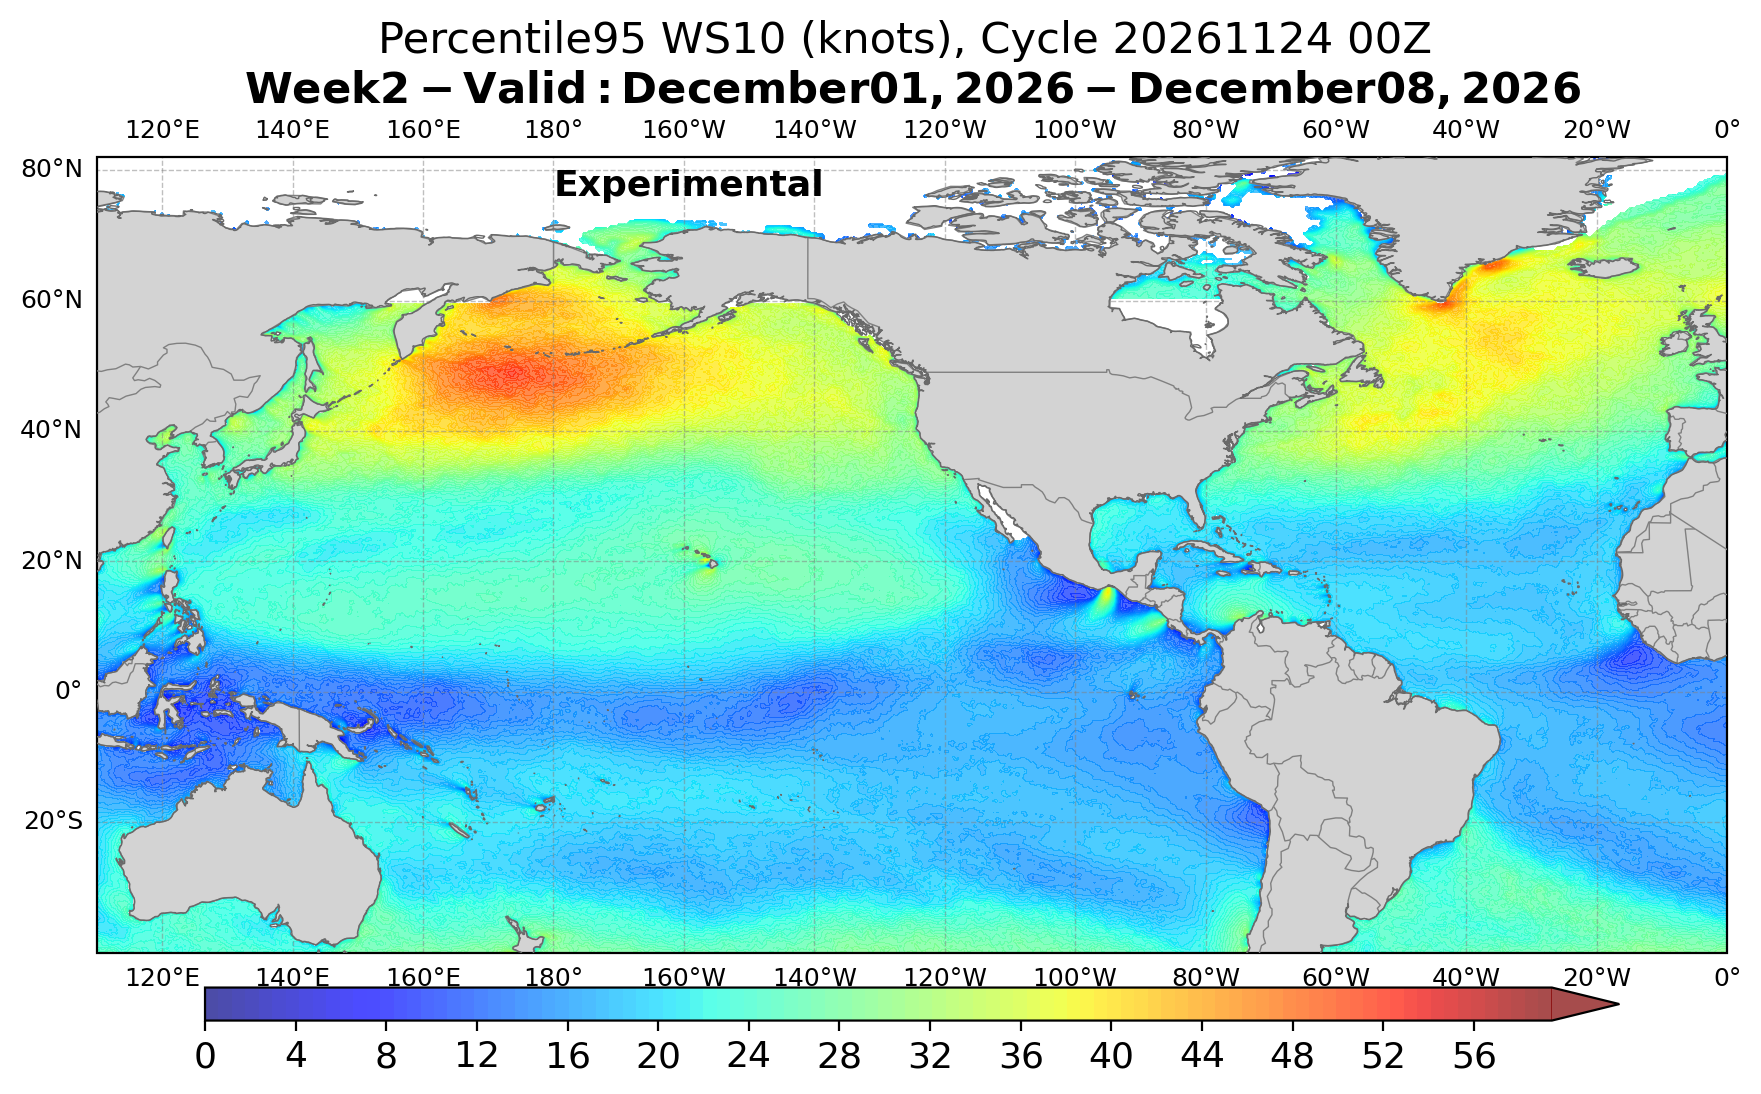 Percentile95 WS10 (knots), Cycle 20261124 00Z
Week2 – Valid : December01, 2026 – December08, 2026
120°E 140°E 160°E 180° 160°W 140°W 120°W 100°W 80°W 60°W 40°W 20°W 0°
80°N
Experimental
60°N
40°N
20°N
0°
20°S
120°E 140°E 160°E 180° 160°W 140°W 120°W 100°W 80°W 60°W 40°W 20°W 0°
0 4 8 12 16 20 24 28 32 36 40 44 48 52 56